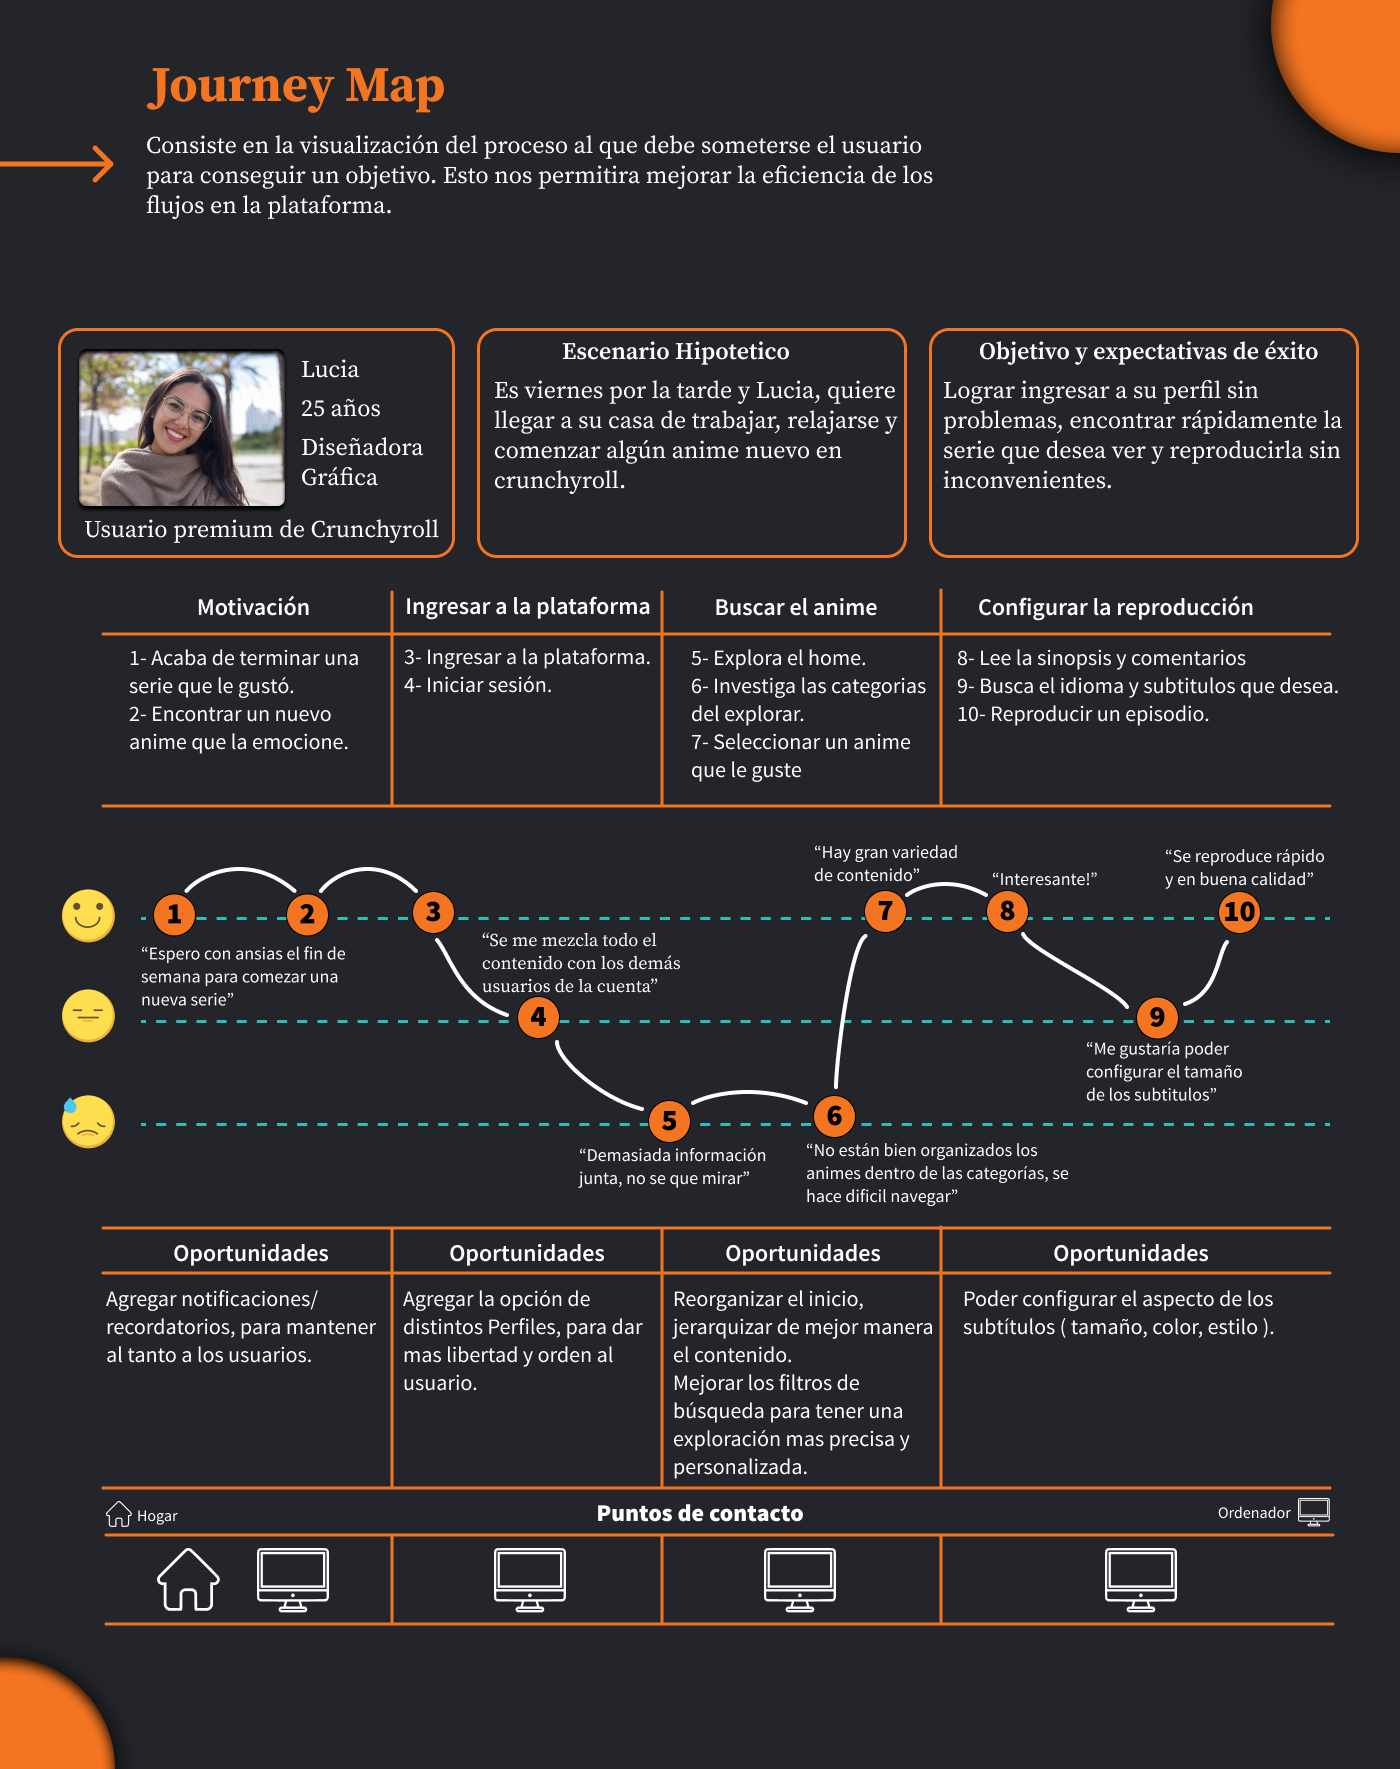 Journey Map
Consiste en la visualización del proceso al que debe someterse el usuario
para conseguir un objetivo. Esto nos permitira mejorar la eficiencia de los
flujos en la plataforma.
Lucia
25 años
Diseñadora
Gráfica
Usuario premium de Crunchyroll
Escenario Hipotetico
Es viernes por la tarde y Lucia, quiere
llegar a su casa de trabajar, relajarse y
comenzar algún anime nuevo en
crunchyroll.
Objetivo y expectativas de éxito
Lograr ingresar a su perfil sin
problemas, encontrar rápidamente la
serie que desea ver y reproducirla sin
inconvenientes.
Motivación
1- Acaba de terminar una
serie que le gustó.
2- Encontrar un nuevo
anime que la emocione.
Ingresar a la plataforma
3- Ingresar a la plataforma.
4- Iniciar sesión.
Buscar el anime
5- Explora el home.
6- Investiga las categorias
del explorar.
7- Seleccionar un anime
que le guste
Configurar la reproducción
8- Lee la sinopsis y comentarios
9- Busca el idioma y subtitulos que desea.
10- Reproducir un episodio.
1
“Espero con ansias el fin de
semana para comezar una
nueva serie”
2
3
“Se me mezcla todo el
contenido con los demás
usuarios de la cuenta”
4
5
“Demasiada información
junta, no se que mirar”
6
“No están bien organizados los
animes dentro de las categorías, se
hace dificil navegar”
“Hay gran variedad
de contenido”
7
“Interesante!”
8
9
“Me gustaría poder
configurar el tamaño
de los subtitulos”
“Se reproduce rápido
y en buena calidad”
10
Oportunidades
Agregar notificaciones/
recordatorios, para mantener
al tanto a los usuarios.
Oportunidades
Agregar la opción de
distintos Perfiles, para dar
mas libertad y orden al
usuario.
Oportunidades
Reorganizar el inicio,
jerarquizar de mejor manera
el contenido.
Mejorar los filtros de
búsqueda para tener una
exploración mas precisa y
personalizada.
Oportunidades
Poder configurar el aspecto de los
subtítulos ( tamaño, color, estilo ).
Hogar
Puntos de contacto
Ordenador